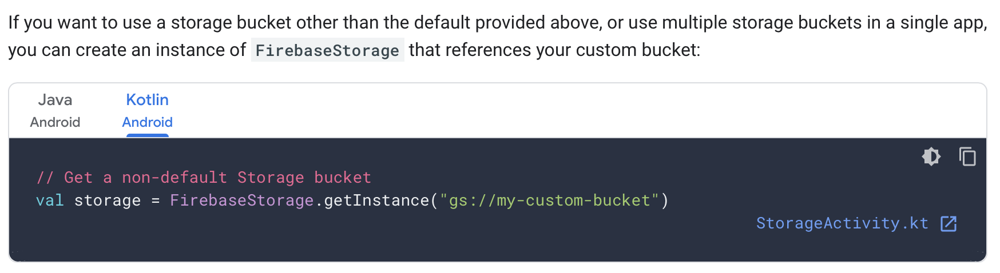 If you want to use a storage bucket other than the default provided above, or use multiple storage buckets in a single app,
you can create an instance of FirebaseStorage that references your custom bucket:
Java
Android
Kotlin
Android
// Get a non-default Storage bucket
val storage = FirebaseStorage.getInstance("gs://my-custom-bucket")
StorageActivity.kt